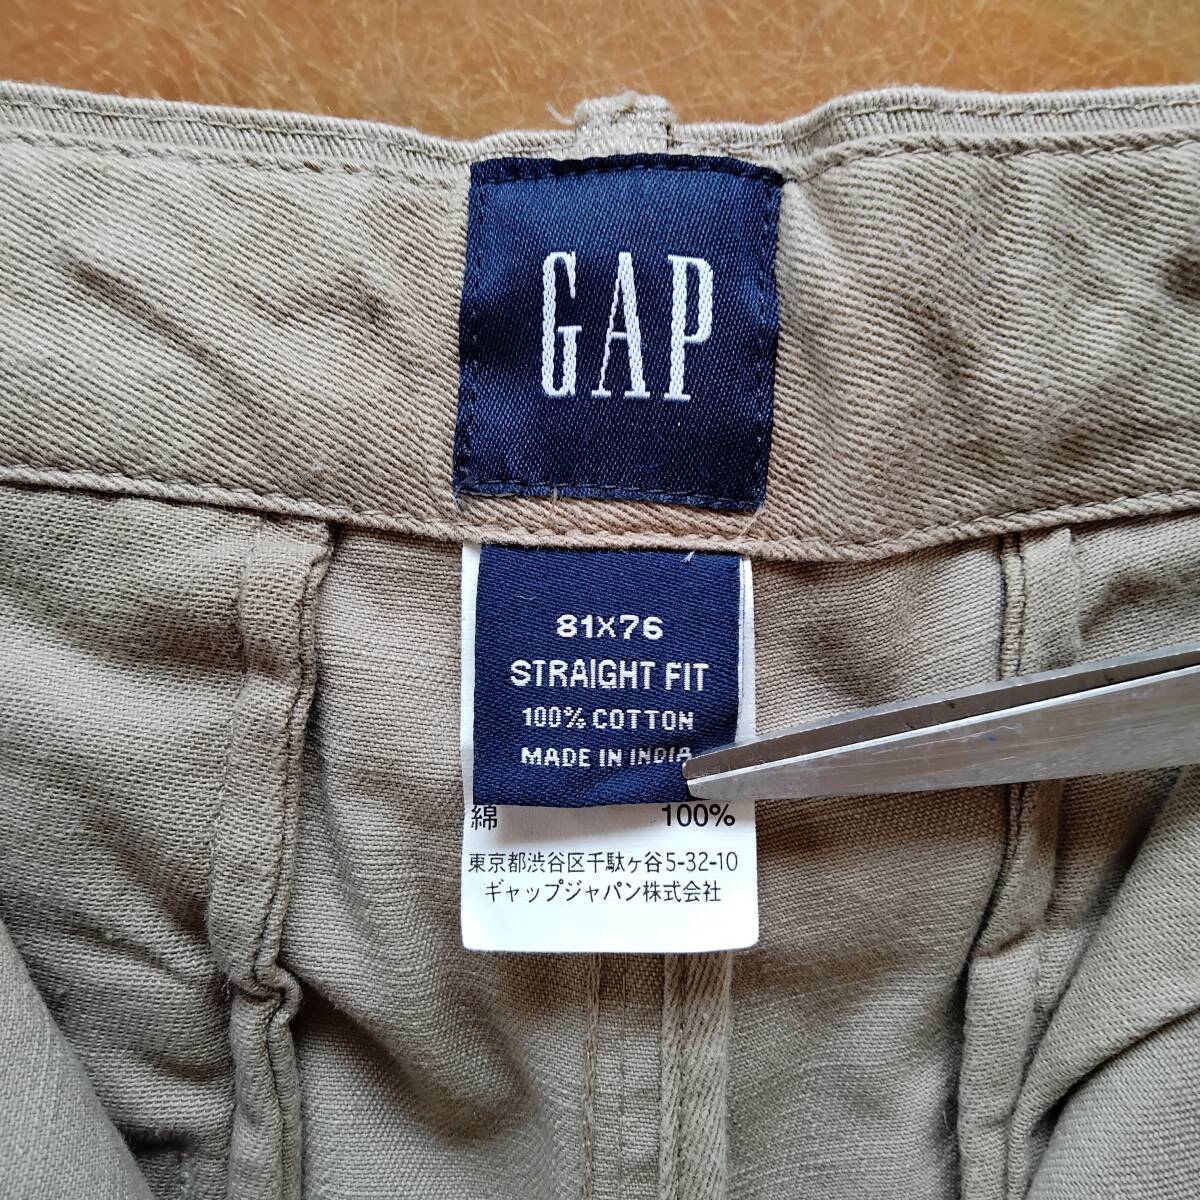 GAP
81X76
STRAIGHT FIT
100% COTTON
MADE IN INDIA
綿 100%
東京都渋谷区千駄ヶ谷5-32-10
ギャップジャパン株式会社